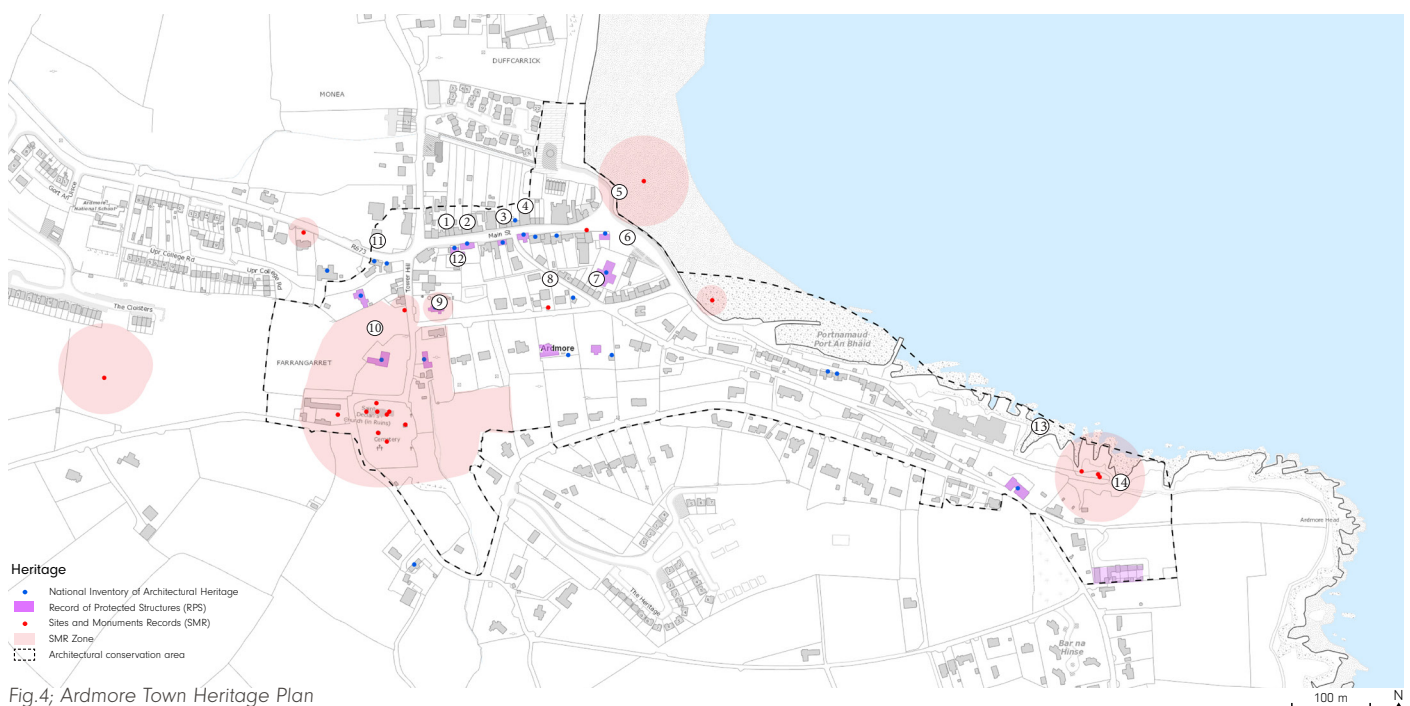 DUFFCARRICK
MONEA
Gort Ard
Ardmore
National School
5
4
3
1
2
R673
11
Main St
6
12
Upr College Rd
Upr College Rd
Tower Hill
8
7
The Cloisters
9
10
Portnamaud
Port An Bháid
Ardmore
FARRANGARRET
Church (in Ruins)
Cemetery
13
14
Ardmore Head
Heritage
National Inventory of Architectural Heritage
Record of Protected Structures (RPS)
Sites and Monuments Records (SMR)
SMR Zone
Architectural conservation area
The Heritage
Bar na
Hinse
Fig.4; Ardmore Town Heritage Plan
100 m
N